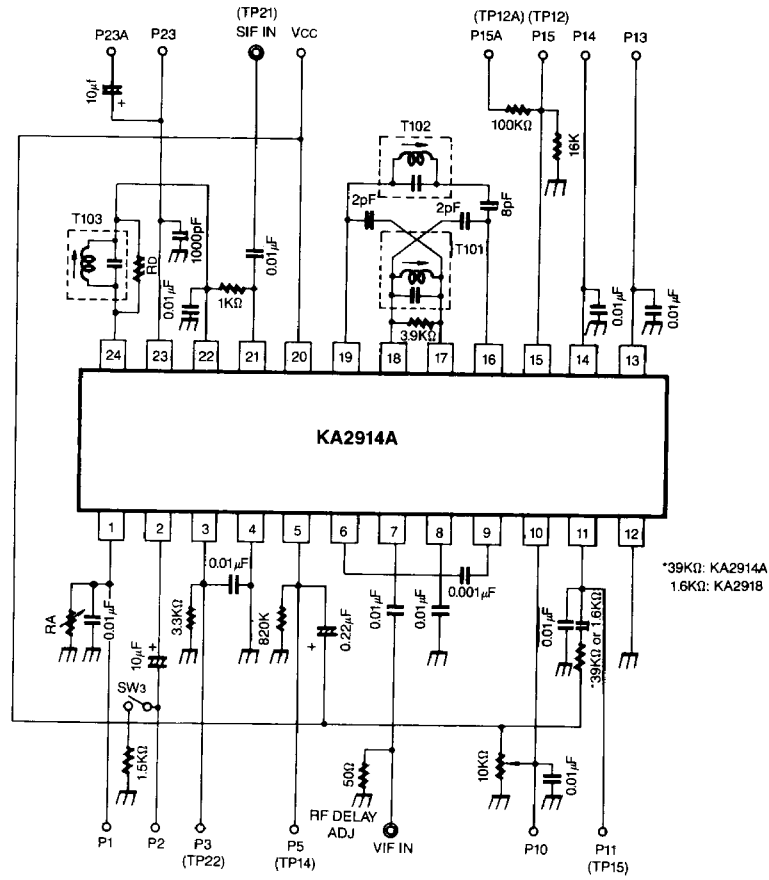 (TP21)
(TP12A) (TP12)
P23A P23 SIF IN VCC P15A P15 P14 P13
10μf
+
100KΩ
16K
T102
2pF 2pF 8pF
T103
1000pF
RD
0.01μF
0.01μF
T101
1KΩ
0.01μF
0.01μF
3.9KΩ
24 23 22 21 20 19 18 17 16 15 14 13
KA2914A
1 2 3 4 5 6 7 8 9 10 11 12
*39KΩ: KA2914A
1.6KΩ: KA2918
0.01μF
0.001μF
RA
0.01μF
3.3KΩ
820K
+
0.22μF
0.01μF
0.01μF
0.01μF
*39KΩ or 1.6KΩ
+
10μF
SW3
1.5KΩ
50Ω
10KΩ
0.01μF
RF DELAY
ADJ
P1 P2 P3 P5 VIF IN P10 P11
(TP22) (TP14) (TP15)